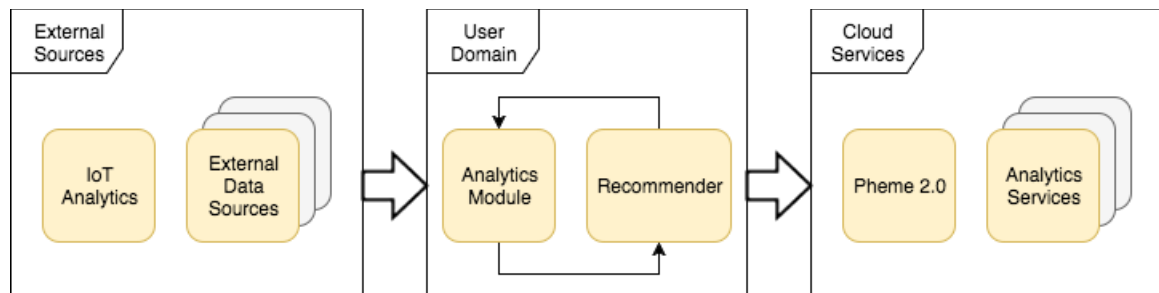 External
Sources
IoT
Analytics
External
Data
Sources
User
Domain
Analytics
Module
Recommender
Cloud
Services
Pheme 2.0
Analytics
Services